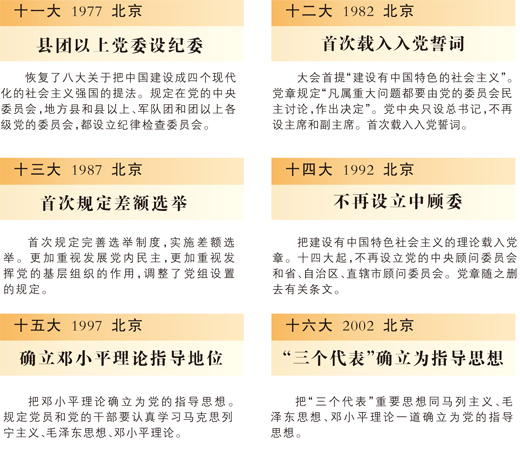 十一大 1977 北京
县团以上党委设纪委
恢复了八大关于把中国建设成四个现代
化的社会主义强国的提法。规定在党的中央
委员会,地方县和县以上、军队团和团以上各
级党的委员会,都设立纪律检查委员会。
十二大 1982 北京
首次载入入党誓词
大会首提“建设有中国特色的社会主义”。
党章规定“凡属重大问题都要由党的委员会民
主讨论,作出决定”。党中央只设总书记,不再
设主席和副主席。首次载入入党誓词。
十三大 1987 北京
首次规定差额选举
首次规定完善选举制度,实施差额选
举。更加重视发展党内民主,更加重视发
挥党的基层组织的作用,调整了党组设置
的规定。
十四大 1992 北京
不再设立中顾委
把建设有中国特色社会主义的理论载入党
章。十四大起,不再设立党的中央顾问委员会
和省、自治区、直辖市顾问委员会。党章随之删
去有关条文。
十五大 1997 北京
确立邓小平理论指导地位
把邓小平理论确立为党的指导思想。
规定党员和党的干部要认真学习马克思列
宁主义、毛泽东思想、邓小平理论。
十六大 2002 北京
“三个代表”确立为指导思想
把“三个代表”重要思想同马列主义、毛
泽东思想、邓小平理论一道确立为党的指导
思想。